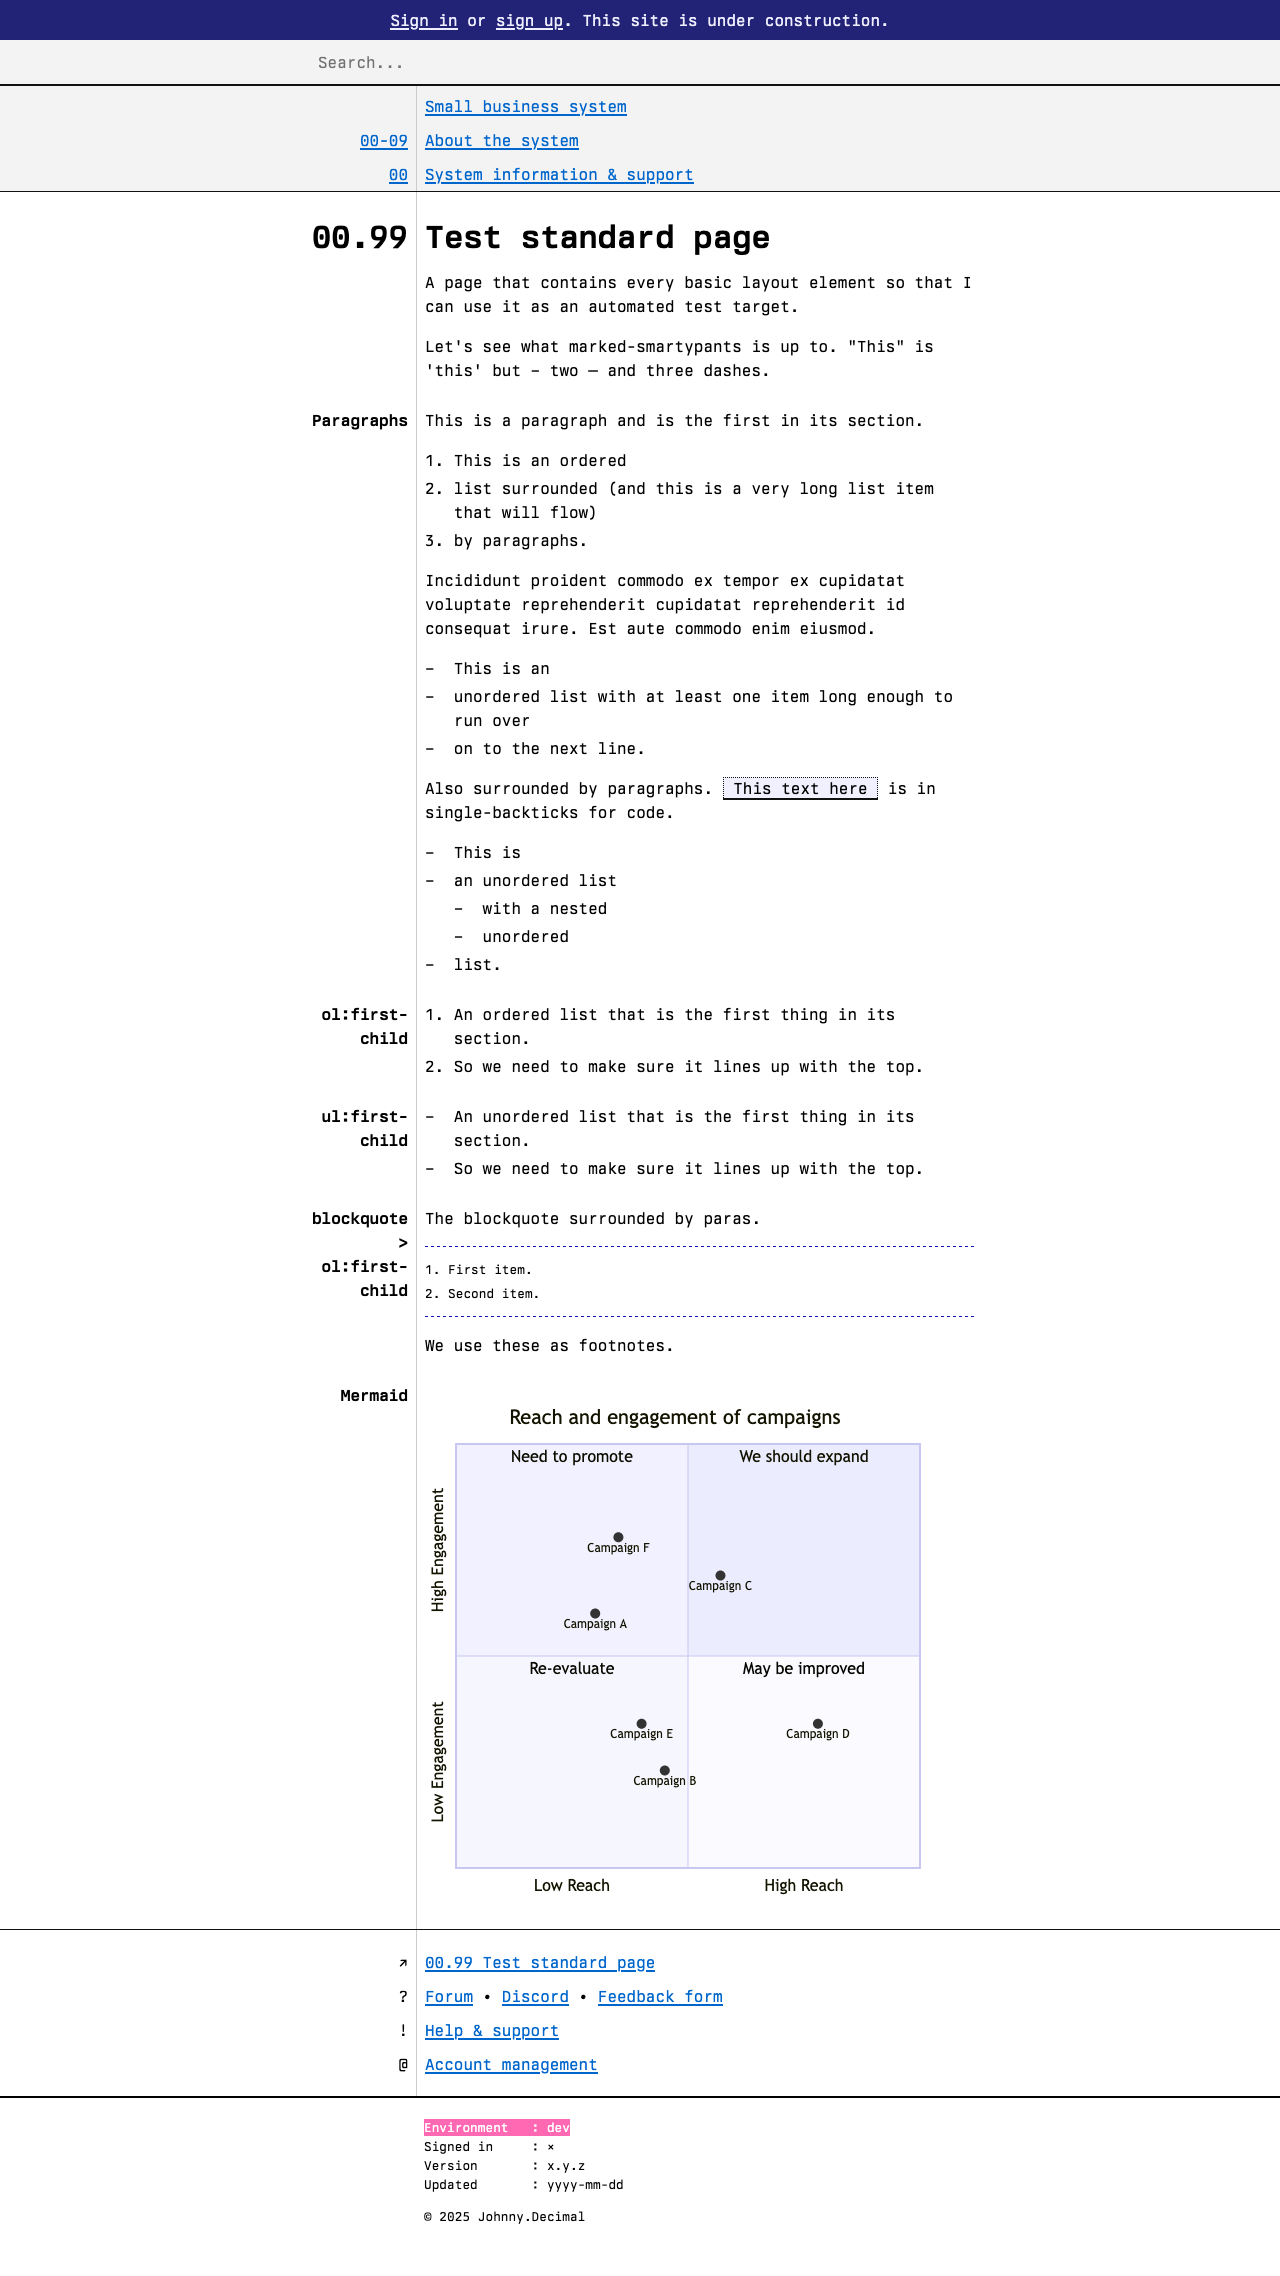 Sign in or sign up. This site is under construction.
Search...
Small business system
00-09 About the system
00 System information & support
00.99 Test standard page
A page that contains every basic layout element so that I
can use it as an automated test target.
Let's see what marked-smartypants is up to. "This" is
'this' but – two — and three dashes.
Paragraphs This is a paragraph and is the first in its section.
1. This is an ordered
2. list surrounded (and this is a very long list item
that will flow)
3. by paragraphs.
Incididunt proident commodo ex tempor ex cupidatat
voluptate reprehenderit cupidatat reprehenderit id
consequat irure. Est aute commodo enim eiusmod.
– This is an
– unordered list with at least one item long enough to
run over
– on to the next line.
Also surrounded by paragraphs. This text here is in
single-backticks for code.
– This is
– an unordered list
– with a nested
– unordered
– list.
ol:first-
child
1. An ordered list that is the first thing in its
section.
2. So we need to make sure it lines up with the top.
ul:first-
child
– An unordered list that is the first thing in its
section.
– So we need to make sure it lines up with the top.
blockquote
>
ol:first-
child
The blockquote surrounded by paras.
1. First item.
2. Second item.
We use these as footnotes.
Mermaid
Reach and engagement of campaigns
Need to promote
We should expand
High Engagement
Campaign F
Campaign C
Campaign A
Re-evaluate
May be improved
Low Engagement
Campaign E
Campaign D
Campaign B
Low Reach
High Reach
↗ 00.99 Test standard page
? Forum • Discord • Feedback form
! Help & support
@ Account management
Environment : dev
Signed in : ×
Version : x.y.z
Updated : yyyy-mm-dd
© 2025 Johnny.Decimal